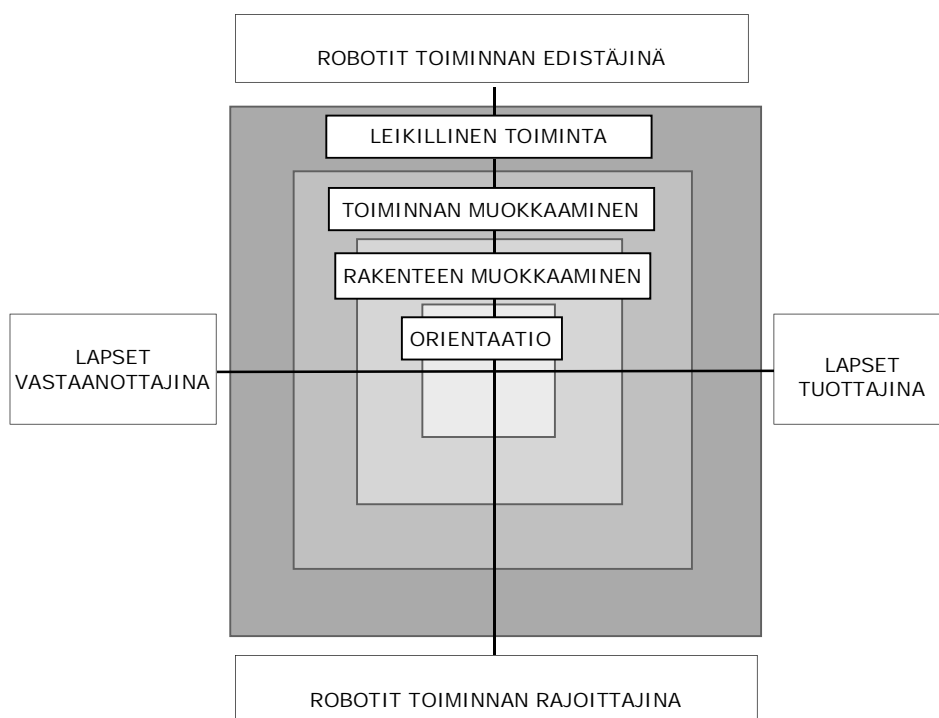 ROBOTIT TOIMINNAN EDISTÄJINÄ
LEIKILLINEN TOIMINTA
TOIMINNAN MUOKKAAMINEN
RAKENTEEN MUOKKAAMINEN
ORIENTAATIO
LAPSET
VASTAANOTTAJINA
LAPSET
TUOTTAJINA
ROBOTIT TOIMINNAN RAJOITTAJINA